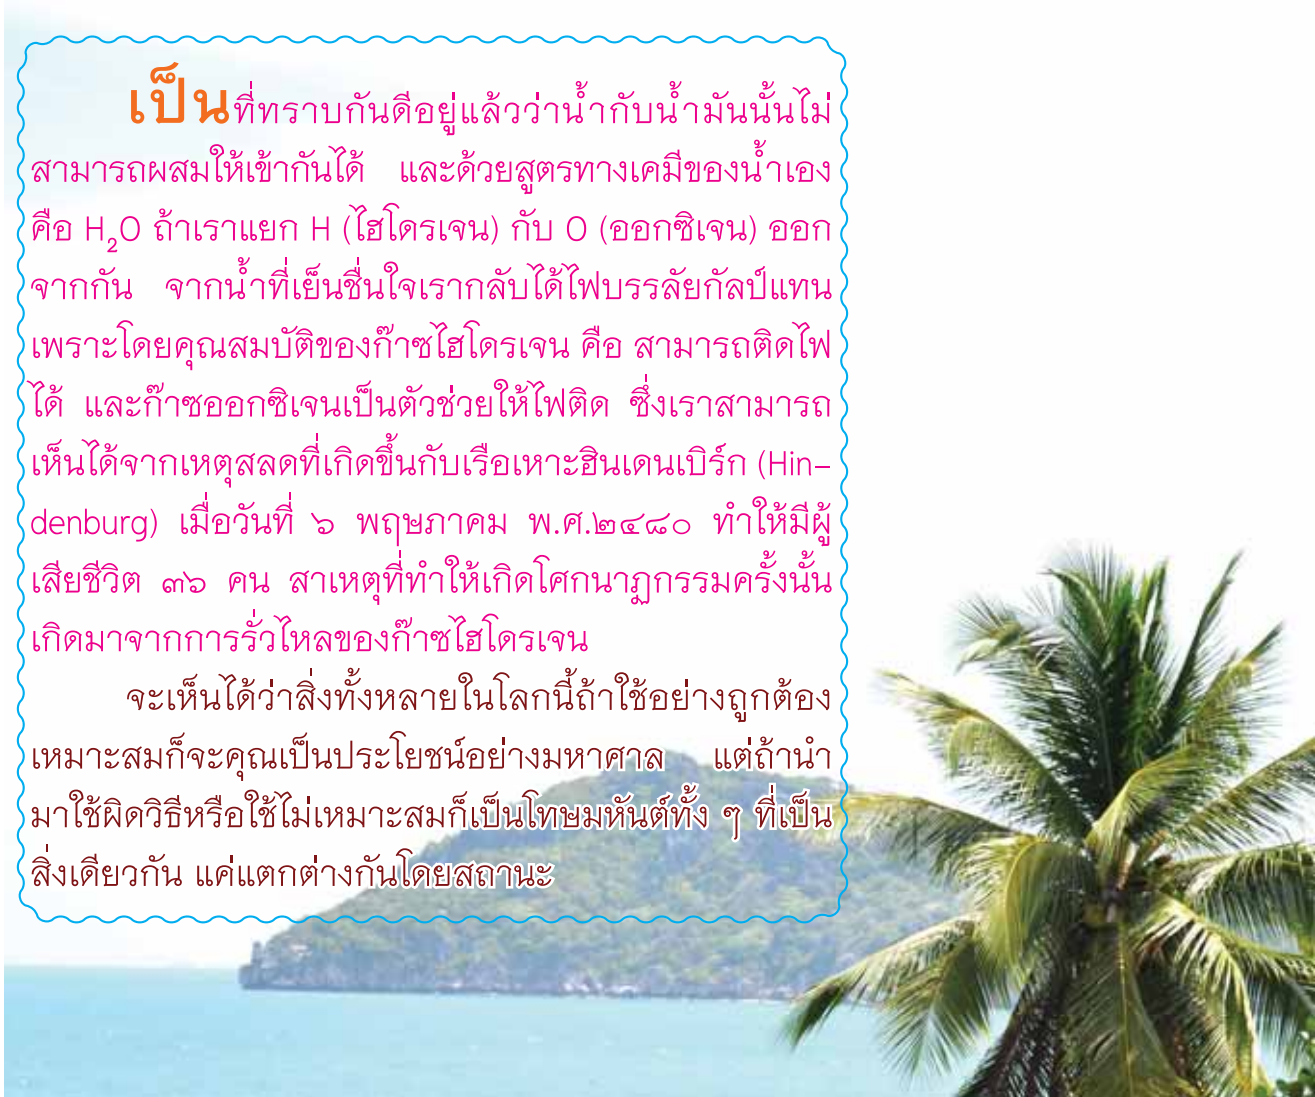 เป็นที่ทราบกันดีอยู่แล้วว่าน้ำกับน้ำมันนั้นไม่
สามารถผสมให้เข้ากันได้ และด้วยสูตรทางเคมีของน้ำเอง
คือ H₂O ถ้าเราแยก H (ไฮโดรเจน) กับ O (ออกซิเจน) ออก
จากกัน จากน้ำที่เย็นชื่นใจเรากลับได้ไฟบรรลัยกัลป์แทน
เพราะโดยคุณสมบัติของก๊าซไฮโดรเจน คือ สามารถติดไฟ
ได้ และก๊าซออกซิเจนเป็นตัวช่วยให้ไฟติด ซึ่งเราสามารถ
เห็นได้จากเหตุสลดที่เกิดขึ้นกับเรือเหาะฮินเดนเบิร์ก (Hin-
denburg) เมื่อวันที่ ๖ พฤษภาคม พ.ศ.๒๔๘๐ ทำให้มีผู้
เสียชีวิต ๓๖ คน สาเหตุที่ทำให้เกิดโศกนาฏกรรมครั้งนั้น
เกิดมาจากการรั่วไหลของก๊าซไฮโดรเจน
จะเห็นได้ว่าสิ่งทั้งหลายในโลกนี้ถ้าใช้อย่างถูกต้อง
เหมาะสมก็จะคุณเป็นประโยชน์อย่างมหาศาล แต่ถ้านำ
มาใช้ผิดวิธีหรือใช้ไม่เหมาะสมก็เป็นโทษมหันต์ทั้ง ๆ ที่เป็น
สิ่งเดียวกัน แค่แตกต่างกันโดยสถานะ